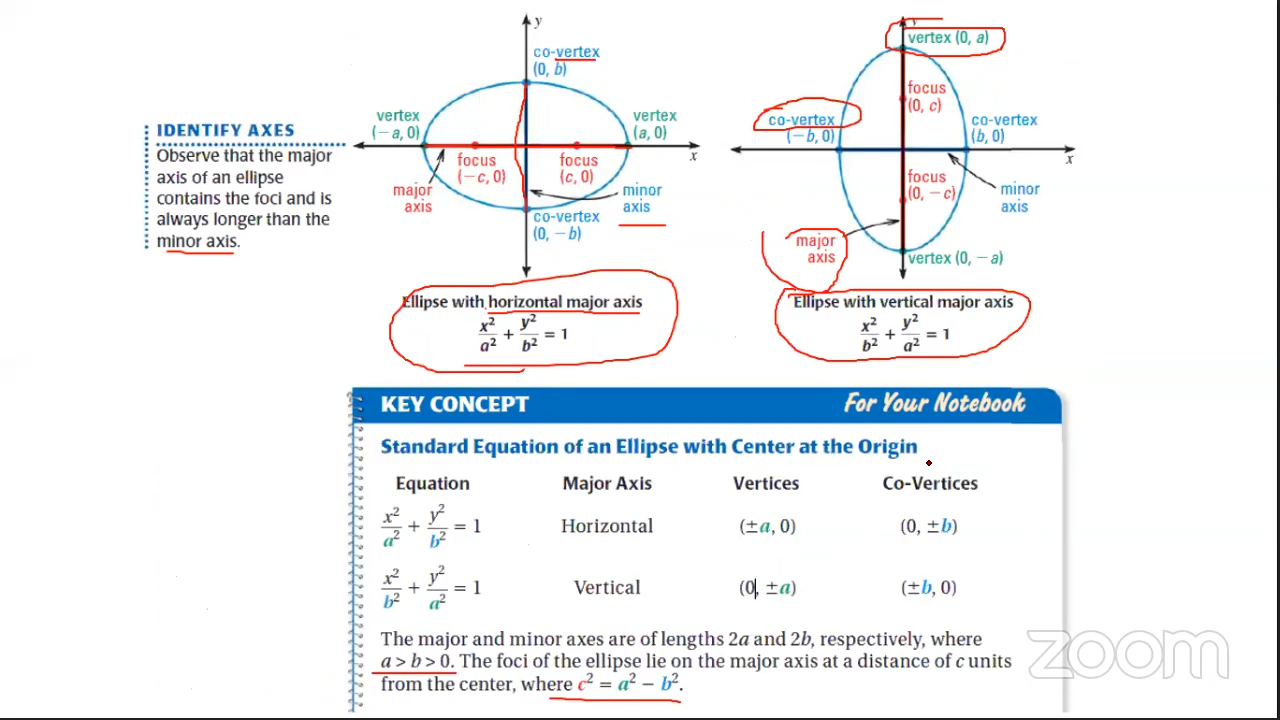 IDENTIFY AXES
Observe that the major
axis of an ellipse
contains the foci and is
always longer than the
minor axis.
y
co-vertex
(0, b)
vertex
(−a, 0)
vertex
(a, 0)
x
focus
(−c, 0)
focus
(c, 0)
major
axis
minor
axis
co-vertex
(0, −b)
Ellipse with horizontal major axis
x²/a² + y²/b² = 1
y
vertex (0, a)
focus
(0, c)
co-vertex
(−b, 0)
co-vertex
(b, 0)
x
focus
(0, −c)
minor
axis
major
axis
vertex (0, −a)
Ellipse with vertical major axis
x²/b² + y²/a² = 1
KEY CONCEPT For Your Notebook
Standard Equation of an Ellipse with Center at the Origin
Equation Major Axis Vertices Co-Vertices
x²/a² + y²/b² = 1 Horizontal (±a, 0) (0, ±b)
x²/b² + y²/a² = 1 Vertical (0, ±a) (±b, 0)
The major and minor axes are of lengths 2a and 2b, respectively, where
a > b > 0. The foci of the ellipse lie on the major axis at a distance of c units
from the center, where c² = a² − b².
zoom